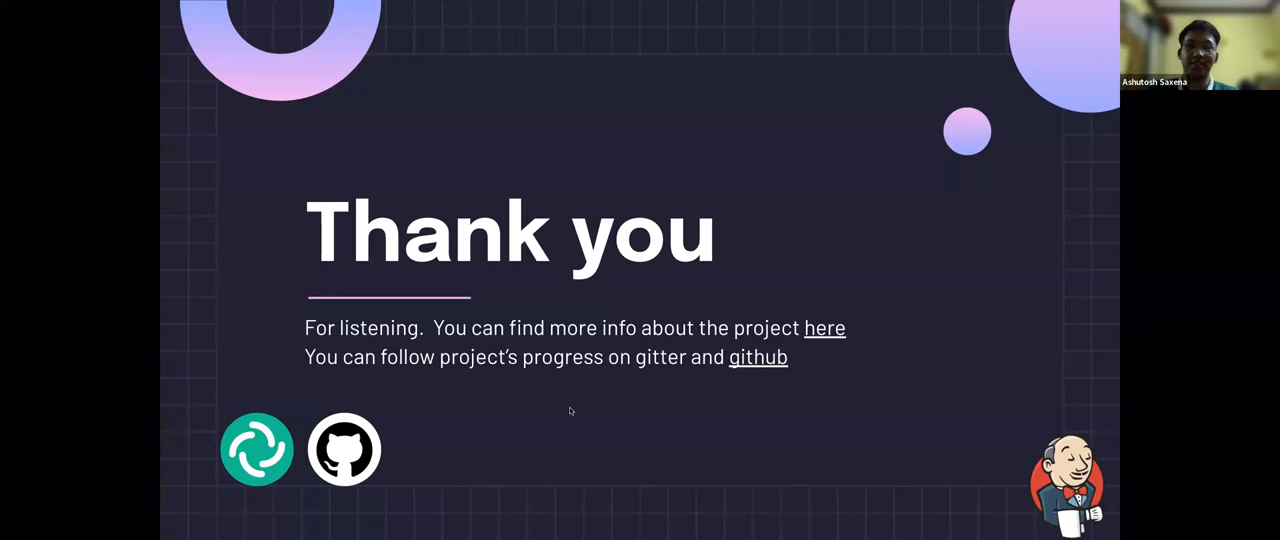 Ashutosh Saxena
Thank you
For listening. You can find more info about the project here
You can follow project's progress on gitter and github